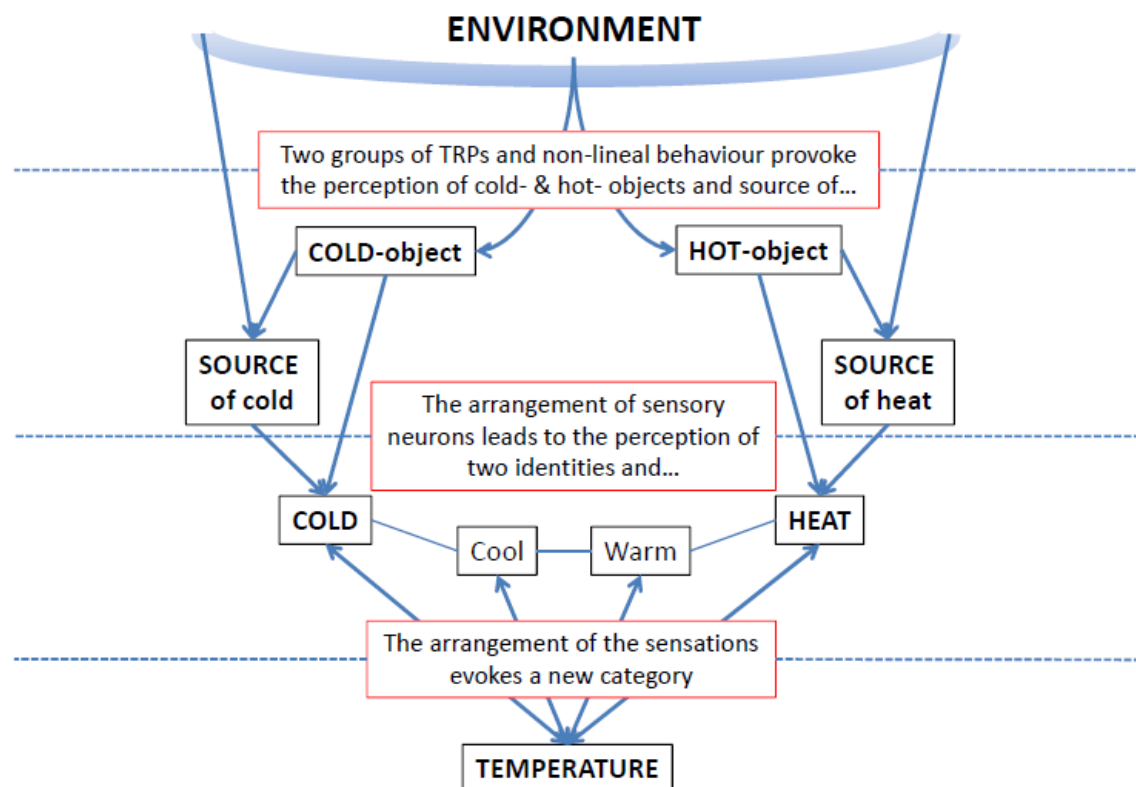 ENVIRONMENT
Two groups of TRPs and non-lineal behaviour provoke
the perception of cold- & hot- objects and source of…
COLD-object
HOT-object
SOURCE
of cold
SOURCE
of heat
The arrangement of sensory
neurons leads to the perception of
two identities and…
COLD
HEAT
Cool
Warm
The arrangement of the sensations
evokes a new category
TEMPERATURE